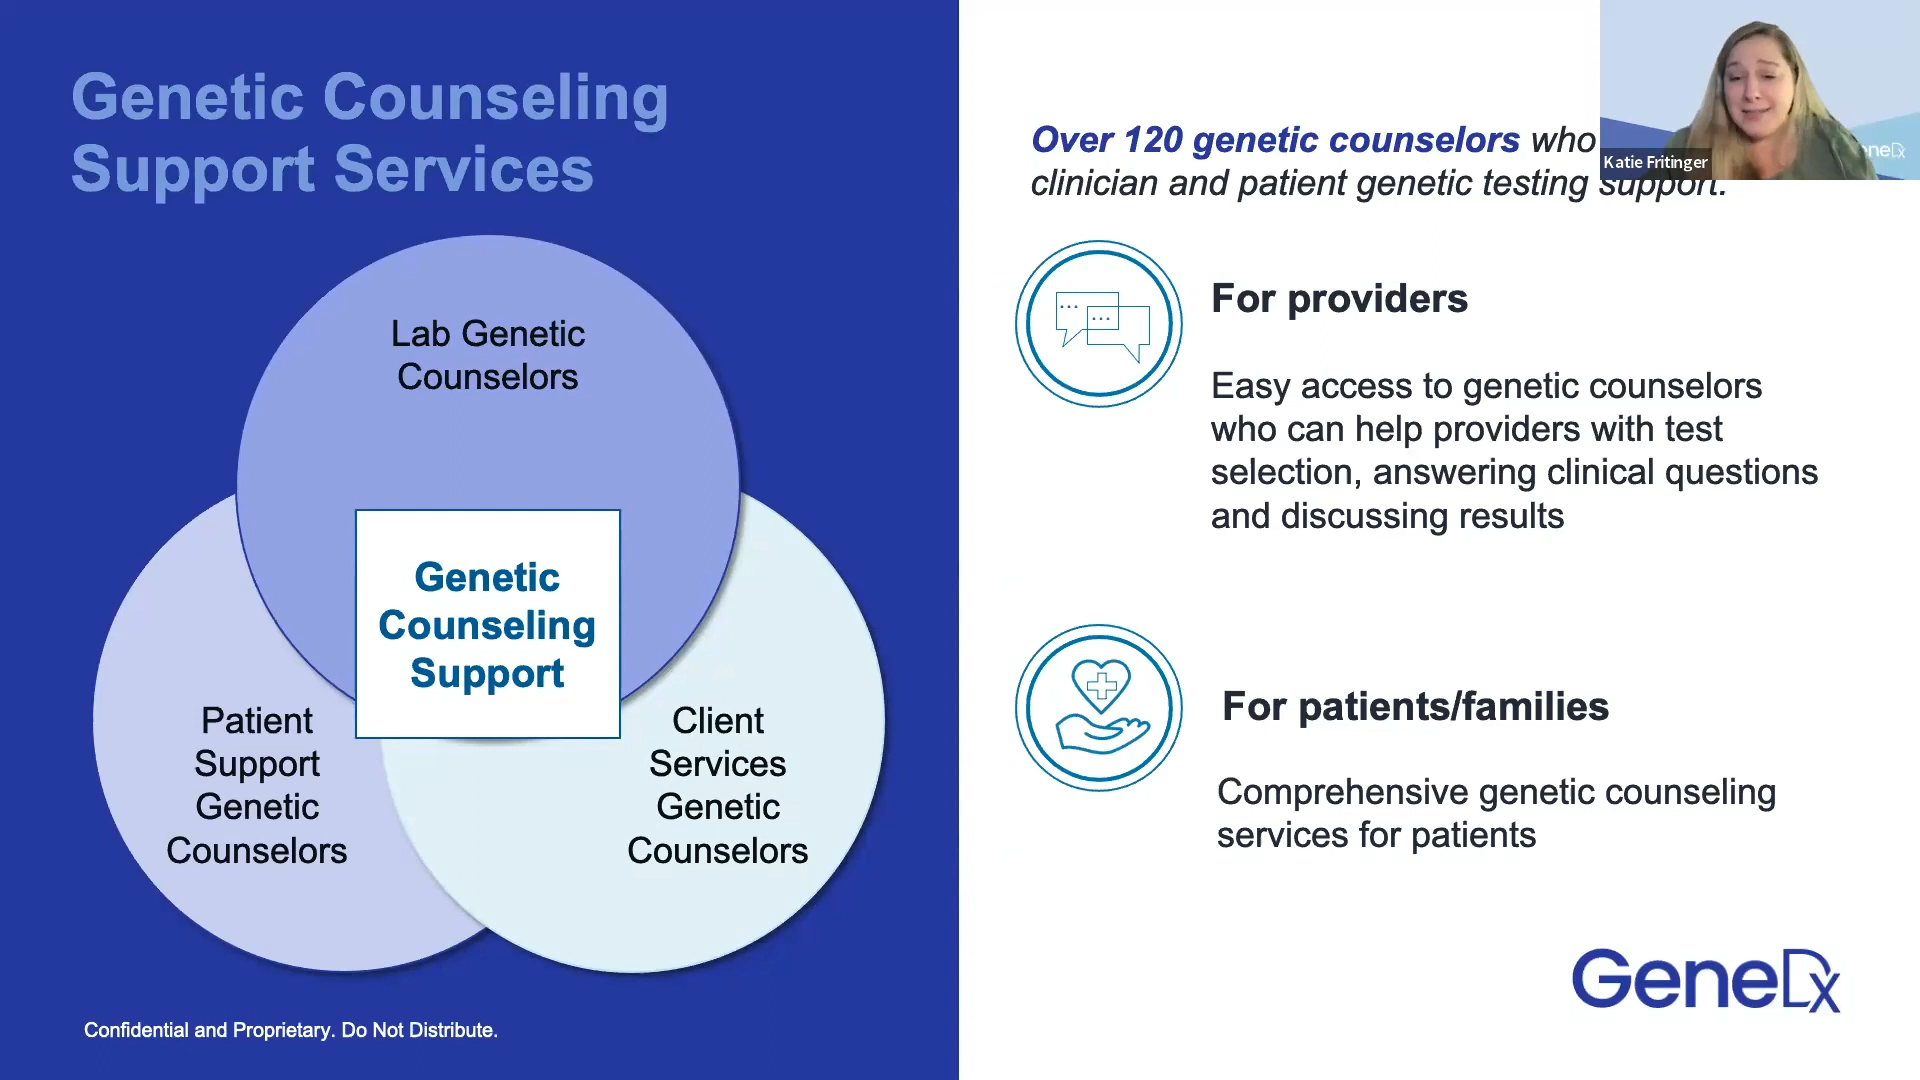 Genetic Counseling
Support Services
Lab Genetic
Counselors
Genetic
Counseling
Support
Patient
Support
Genetic
Counselors
Client
Services
Genetic
Counselors
Confidential and Proprietary. Do Not Distribute.
Over 120 genetic counselors who
clinician and patient genetic testing support.
For providers
Easy access to genetic counselors
who can help providers with test
selection, answering clinical questions
and discussing results
For patients/families
Comprehensive genetic counseling
services for patients
GeneDx
Katie Fritinger